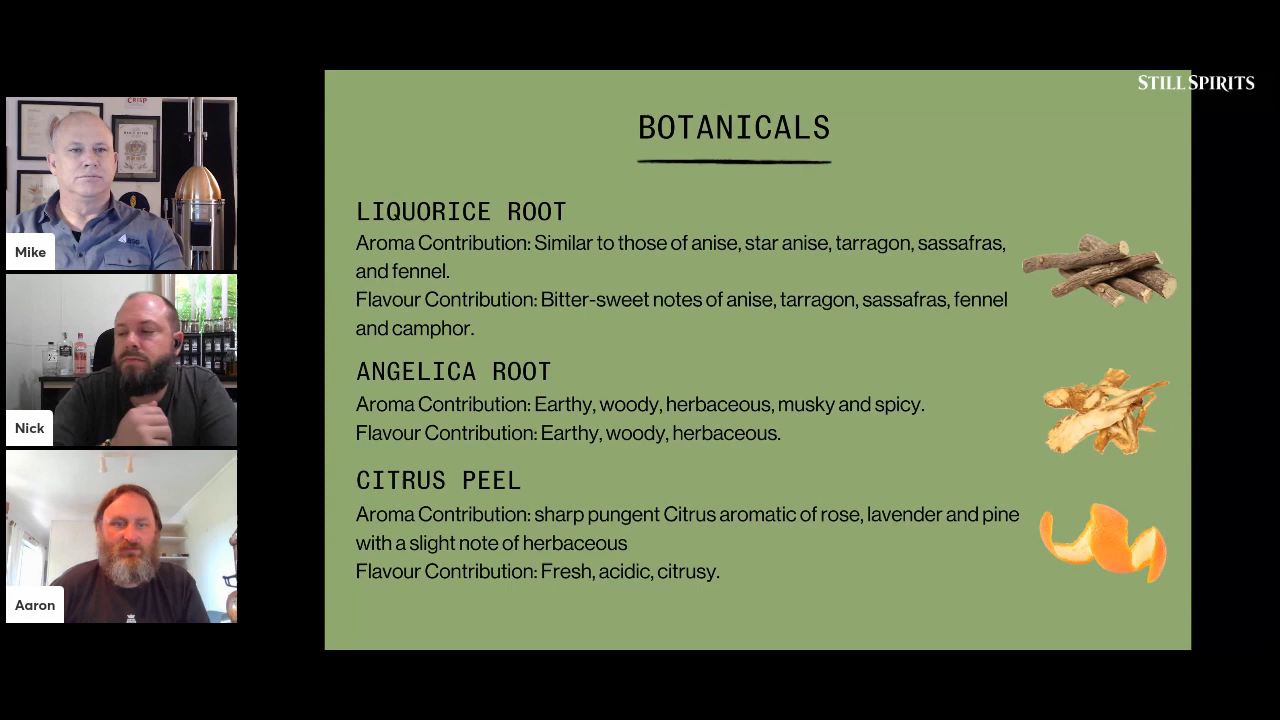 STILL SPIRITS
CRISP
Mike
Nick
Aaron
BOTANICALS
LIQUORICE ROOT
Aroma Contribution: Similar to those of anise, star anise, tarragon, sassafras,
and fennel.
Flavour Contribution: Bitter-sweet notes of anise, tarragon, sassafras, fennel
and camphor.
ANGELICA ROOT
Aroma Contribution: Earthy, woody, herbaceous, musky and spicy.
Flavour Contribution: Earthy, woody, herbaceous.
CITRUS PEEL
Aroma Contribution: sharp pungent Citrus aromatic of rose, lavender and pine
with a slight note of herbaceous
Flavour Contribution: Fresh, acidic, citrusy.